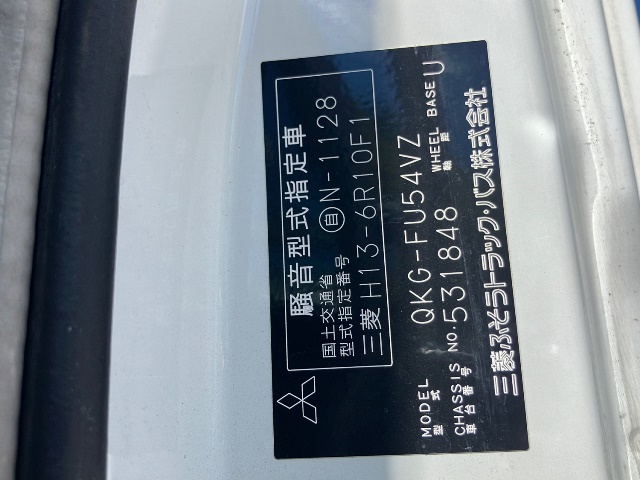 騒音型式指定車
国土交通省
型式指定番号 自N-1128
三菱 H13-6R10F1
MODEL
型式 QKG-FU54VZ
CHASSIS NO. 531848 WHEEL BASE U
車台番号 軸距
三菱ふそうトラック・バス株式会社